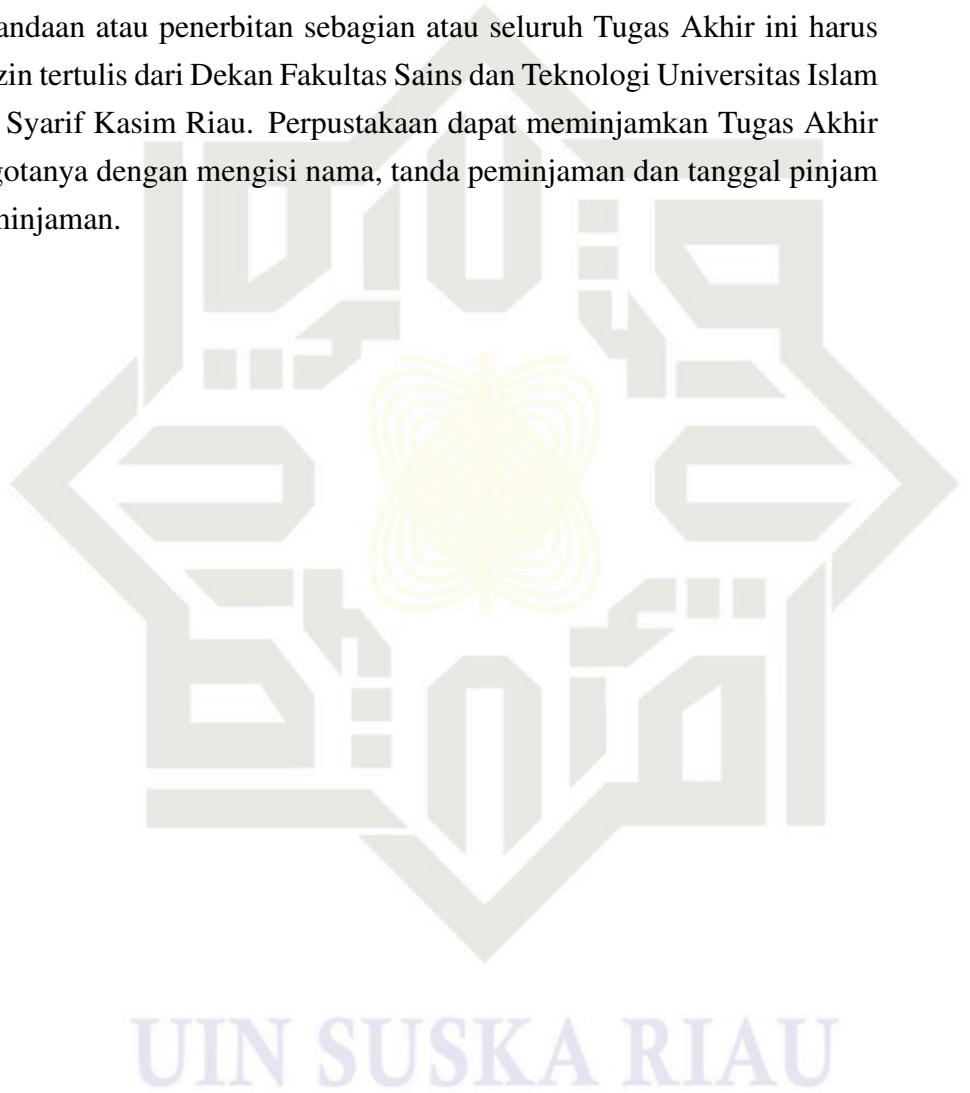 andaan atau penerbitan sebagian atau seluruh Tugas Akhir ini harus
zin tertulis dari Dekan Fakultas Sains dan Teknologi Universitas Islam
Syarif Kasim Riau. Perpustakaan dapat meminjamkan Tugas Akhir
gotanya dengan mengisi nama, tanda peminjaman dan tanggal pinjam
ninjaman.
UIN SUSKA RIAU